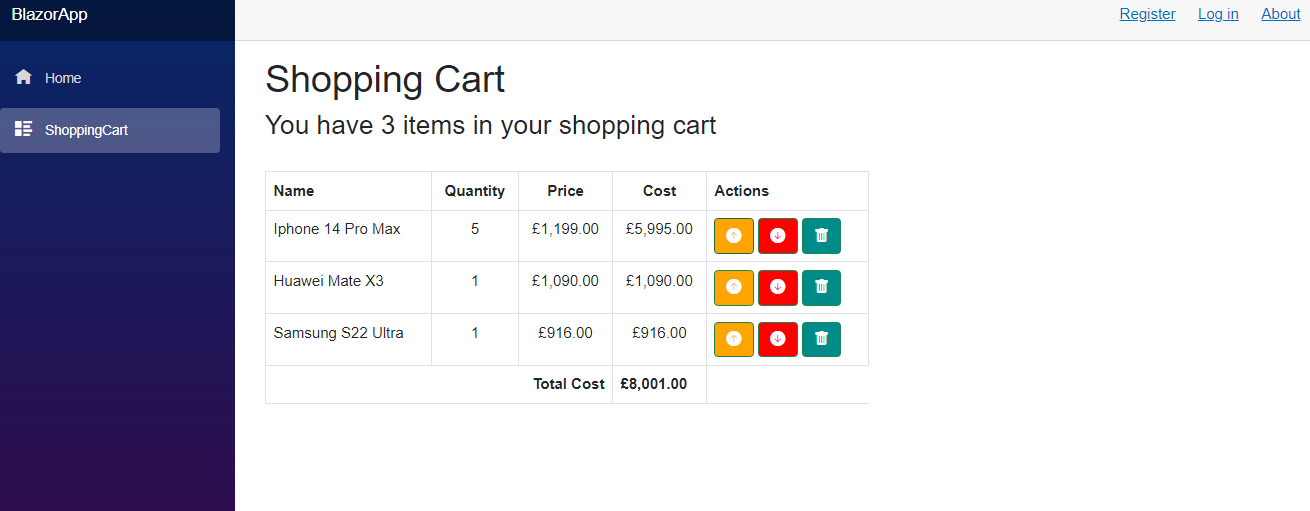 BlazorApp
Register Log in About
Home
ShoppingCart
Shopping Cart
You have 3 items in your shopping cart
Name Quantity Price Cost Actions
Iphone 14 Pro Max 5 £1,199.00 £5,995.00
Huawei Mate X3 1 £1,090.00 £1,090.00
Samsung S22 Ultra 1 £916.00 £916.00
Total Cost £8,001.00